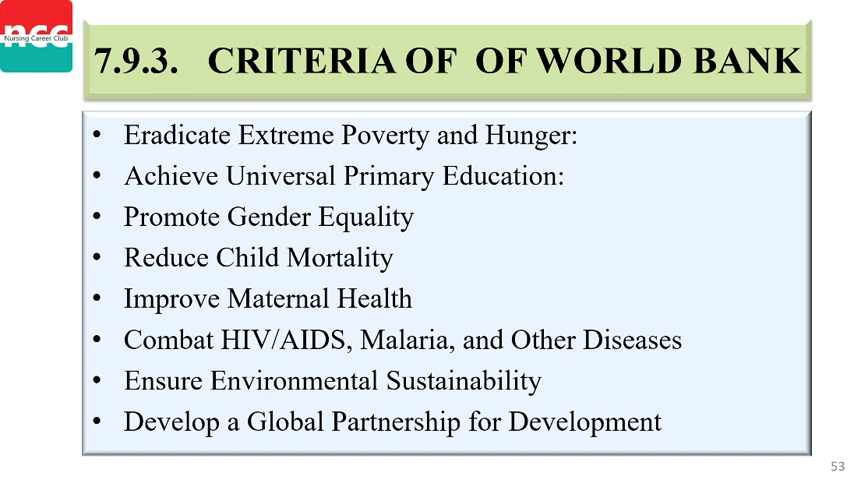 ncc
Nursing Career Club
7.9.3. CRITERIA OF OF WORLD BANK
• Eradicate Extreme Poverty and Hunger:
• Achieve Universal Primary Education:
• Promote Gender Equality
• Reduce Child Mortality
• Improve Maternal Health
• Combat HIV/AIDS, Malaria, and Other Diseases
• Ensure Environmental Sustainability
• Develop a Global Partnership for Development
53